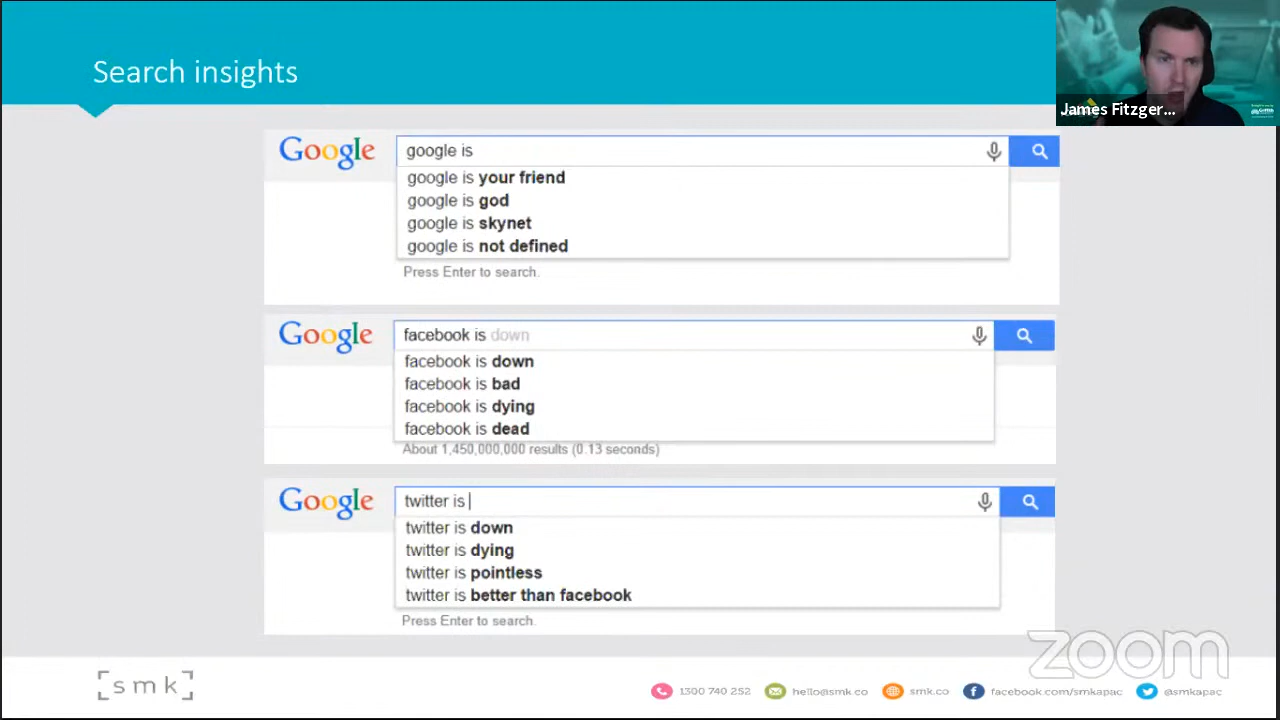 Search insights
James Fitzger...
Google
google is
google is your friend
google is god
google is skynet
google is not defined
Press Enter to search.
Google
facebook is down
facebook is down
facebook is bad
facebook is dying
facebook is dead
About 1,450,000,000 results (0.13 seconds)
Google
twitter is
twitter is down
twitter is dying
twitter is pointless
twitter is better than facebook
Press Enter to search.
zoom
[smk]
1300 740 252
hello@smk.co
smk.co
facebook.com/smkapac
@smkapac